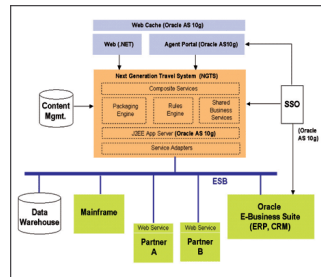 Web Cache (Oracle AS 10g)
Web (.NET)
Agent Portal (Oracle AS10g)
Next Generation Travel System (NGTS)
Composite Services
Content
Mgmt.
Packaging
Engine
Rules
Engine
Shared
Business
Services
SSO
(Oracle
AS 10g)
J2EE App Server (Oracle AS 10g)
Service Adapters
ESB
Data
Warehouse
Mainframe
Web Service
Partner
A
Web Service
Partner
B
Oracle
E-Business Suite
(ERP, CRM)